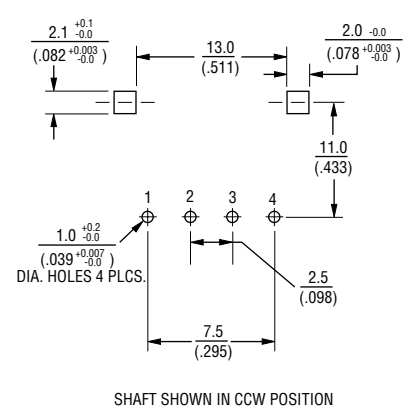 2.1 +0.1 -0.0
(.082 +0.003 -0.0 )
13.0
(.511)
2.0 -0.0
(.078 +0.003 -0.0 )
11.0
(.433)
1 2 3 4
1.0 +0.2 -0.0
(.039 +0.007 -0.0 )
DIA. HOLES 4 PLCS.
2.5
(.098)
7.5
(.295)
SHAFT SHOWN IN CCW POSITION